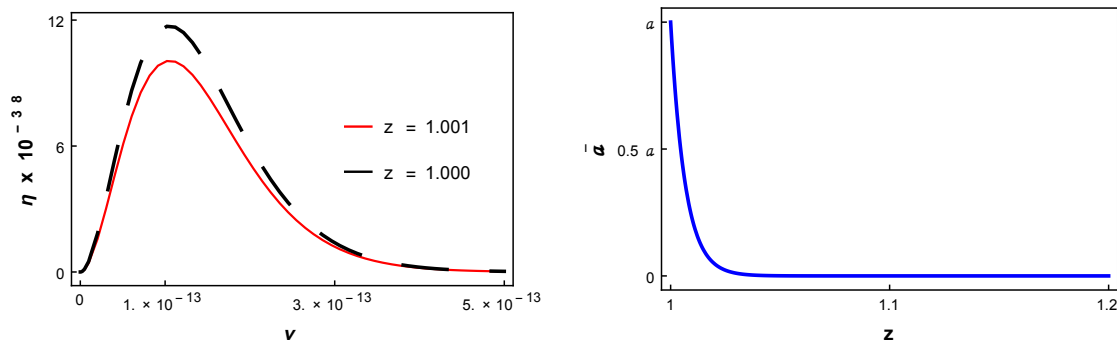 12
6
0
η x 10⁻³⁸
z = 1.001
z = 1.000
0
1. × 10⁻¹³
3. × 10⁻¹³
5. × 10⁻¹³
ν
a
0.5 a
0
ā
1
1.1
1.2
z